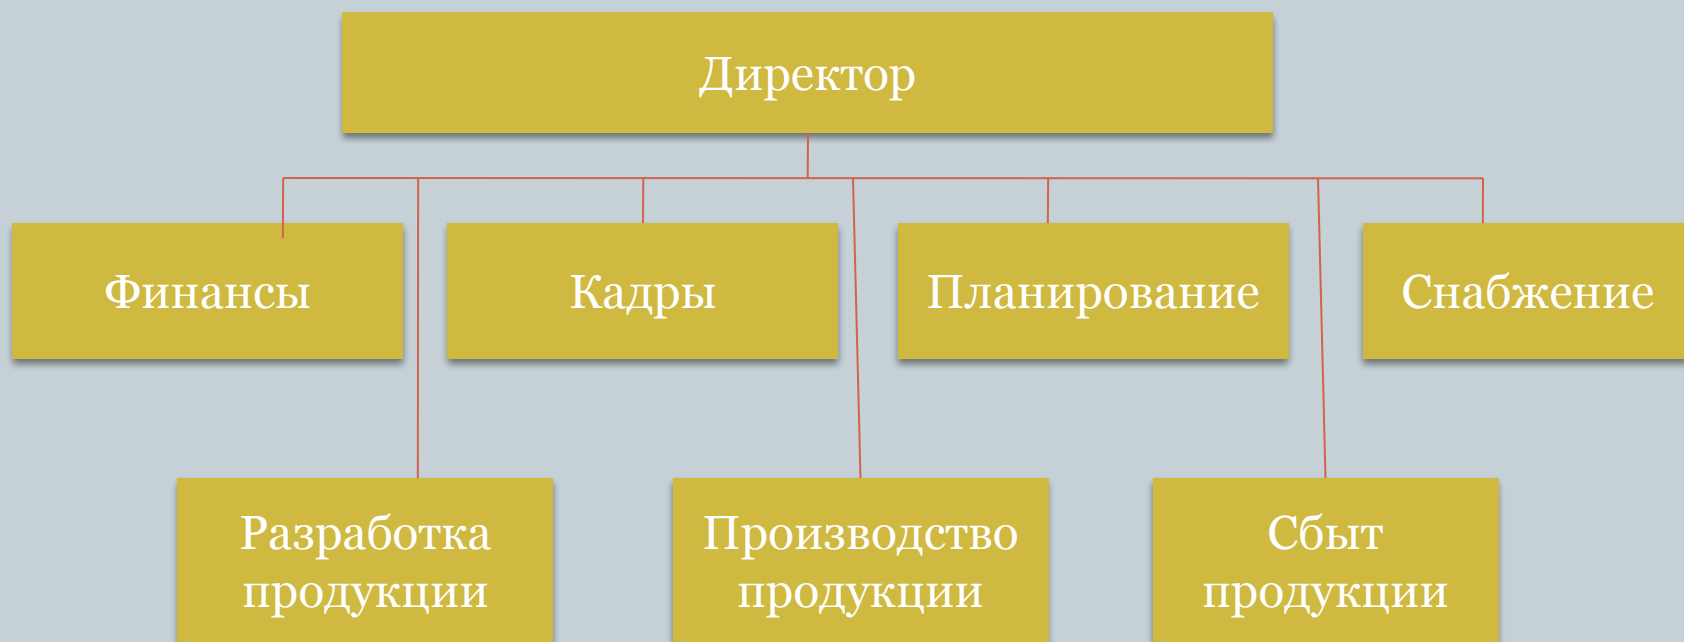 Директор
Финансы
Кадры
Планирование
Снабжение
Разработка
продукции
Производство
продукции
Сбыт
продукции